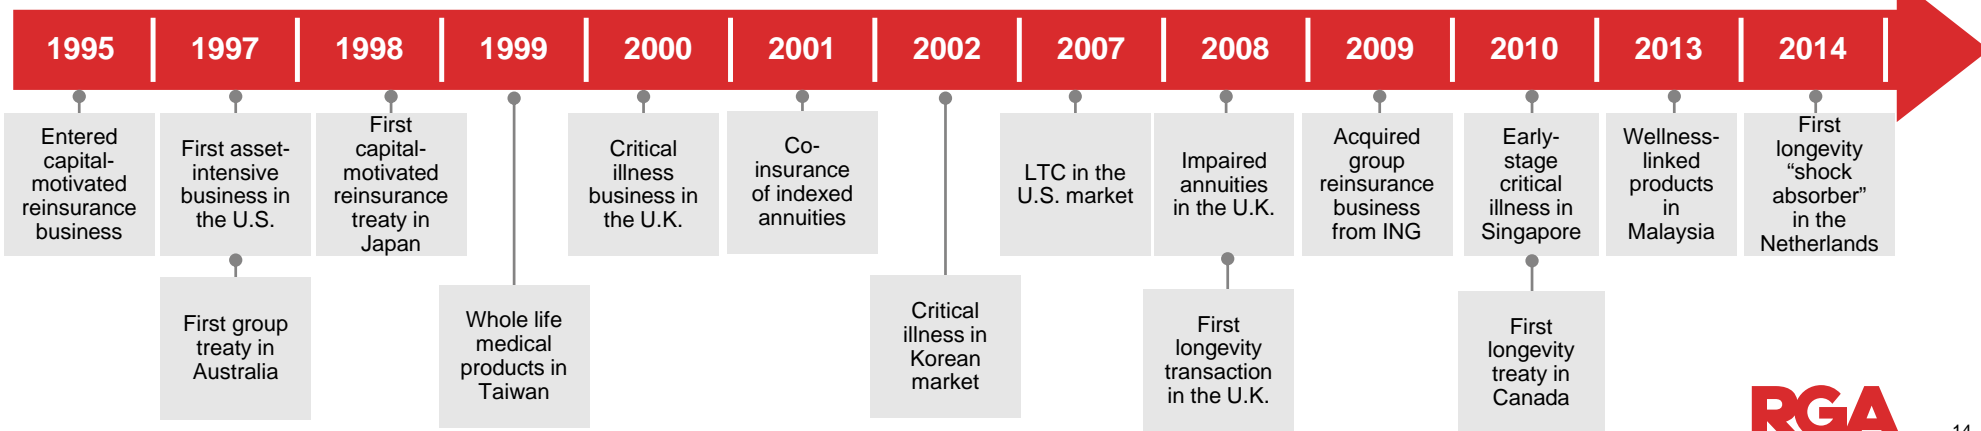 1995 1997 1998 1999 2000 2001 2002 2007 2008 2009 2010 2013 2014
Entered
capital-
motivated
reinsurance
business
First asset-
intensive
business in
the U.S.
First
capital-
motivated
reinsurance
treaty in
Japan
Critical
illness
business in
the U.K.
Co-
insurance
of indexed
annuities
LTC in the
U.S. market
Impaired
annuities
in the U.K.
Acquired
group
reinsurance
business
from ING
Early-
stage
critical
illness in
Singapore
Wellness-
linked
products
in
Malaysia
First
longevity
“shock
absorber”
in the
Netherlands
First group
treaty in
Australia
Whole life
medical
products in
Taiwan
Critical
illness in
Korean
market
First
longevity
transaction
in the U.K.
First
longevity
treaty in
Canada
RGA
14